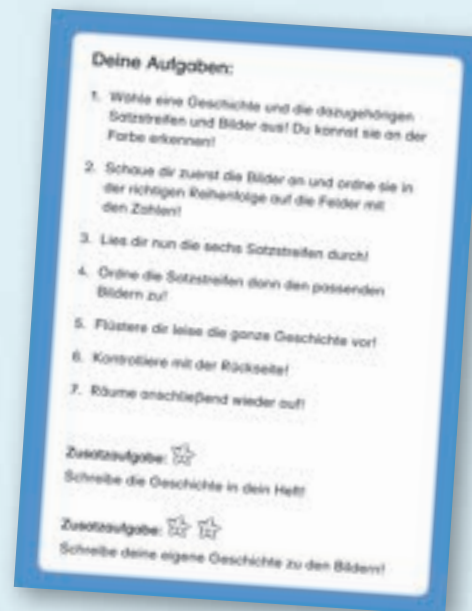 Deine Aufgaben:
1. Wähle eine Geschichte und die dazugehörigen
Satzstreifen und Bilder aus! Du kannst sie an der
Farbe erkennen!
2. Schaue dir zuerst die Bilder an und ordne sie in
der richtigen Reihenfolge auf die Felder mit
den Zahlen!
3. Lies dir nun die sechs Satzstreifen durch!
4. Ordne die Satzstreifen dann den passenden
Bildern zu!
5. Flüstere dir leise die ganze Geschichte vor!
6. Kontrolliere mit der Rückseite!
7. Räume anschließend wieder auf!
Zusatzaufgabe:
Schreibe die Geschichte in dein Heft!
Zusatzaufgabe:
Schreibe deine eigene Geschichte zu den Bildern!